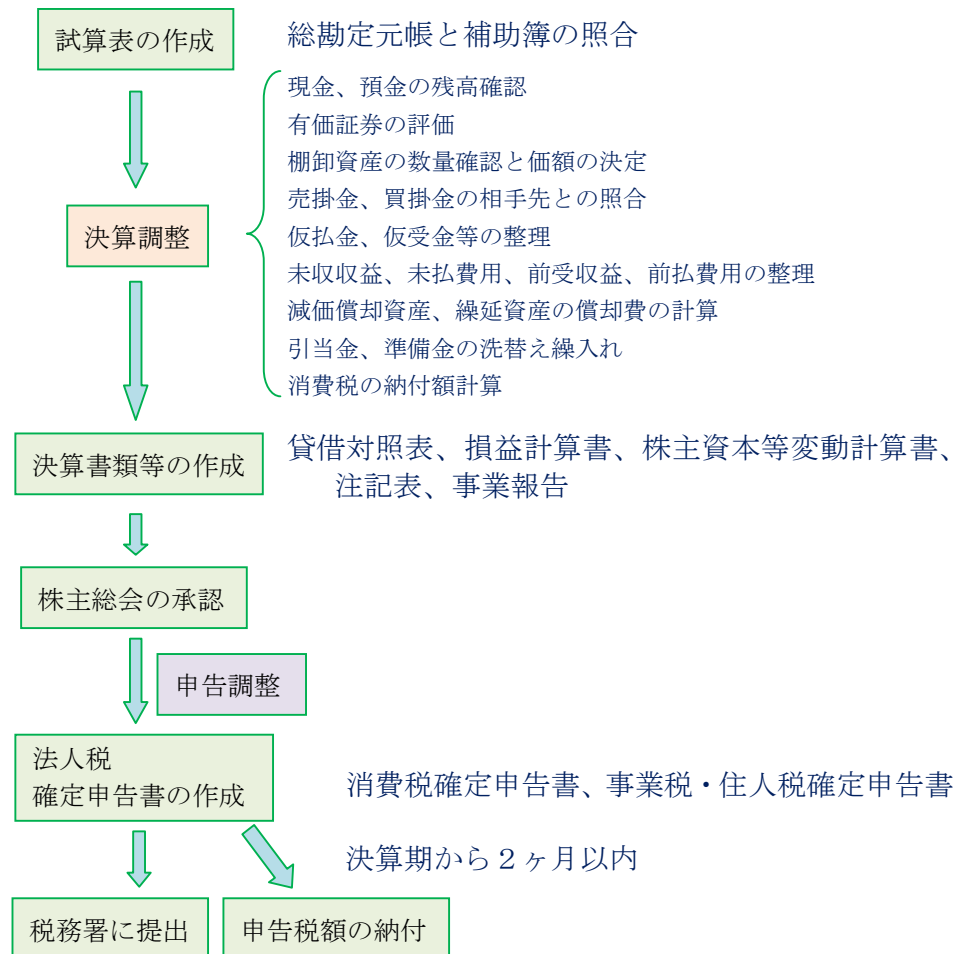 試算表の作成
総勘定元帳と補助簿の照合
現金、預金の残高確認
有価証券の評価
棚卸資産の数量確認と価額の決定
売掛金、買掛金の相手先との照合
決算調整
仮払金、仮受金等の整理
未収収益、未払費用、前受収益、前払費用の整理
減価償却資産、繰延資産の償却費の計算
引当金、準備金の洗替え繰入れ
消費税の納付額計算
決算書類等の作成
貸借対照表、損益計算書、株主資本等変動計算書、
注記表、事業報告
株主総会の承認
申告調整
法人税
確定申告書の作成
消費税確定申告書、事業税・住人税確定申告書
決算期から２ヶ月以内
税務署に提出
申告税額の納付